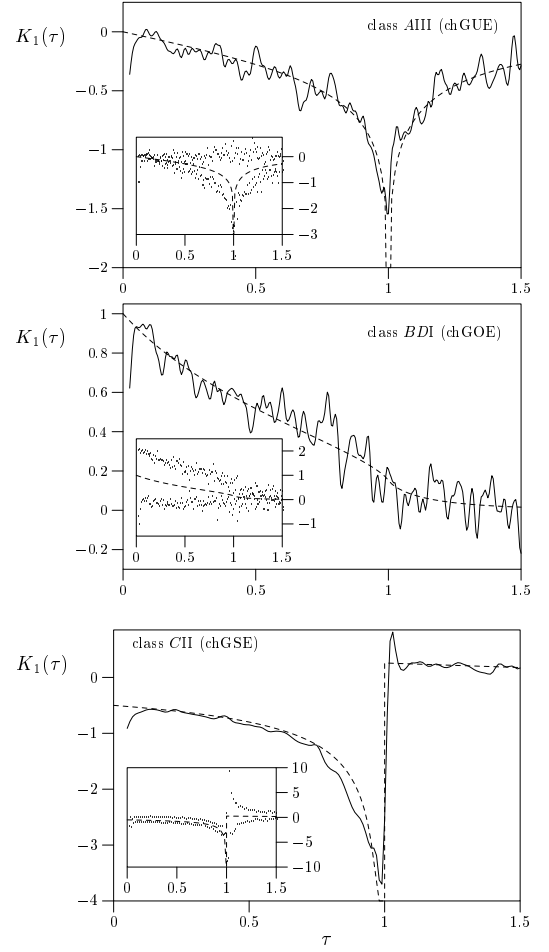 K₁(τ)
class AIII (chGUE)
0
−0.5
−1
−1.5
−2
0
−1
−2
−3
0 0.5 1 1.5
0 0.5 1 1.5
K₁(τ)
class BDI (chGOE)
1
0.8
0.6
0.4
0.2
0
−0.2
2
1
0
−1
0 0.5 1 1.5
0 0.5 1 1.5
K₁(τ)
class CII (chGSE)
0
−1
−2
−3
−4
10
5
0
−5
−10
0 0.5 1 1.5
0 0.5 1 1.5
τ